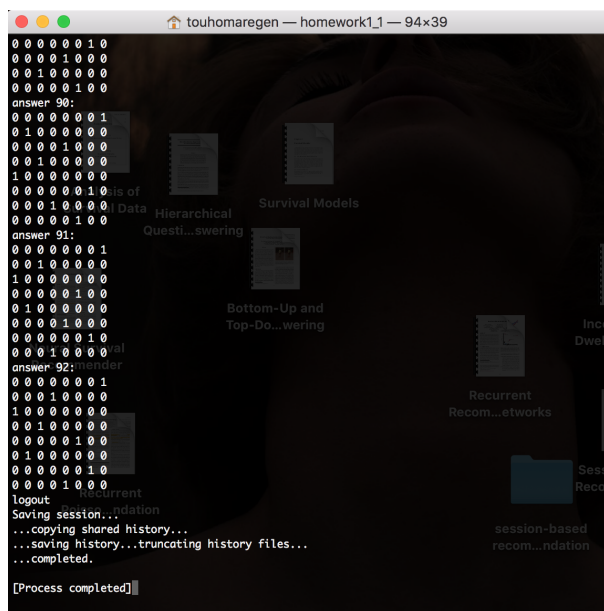 touhomaregen — homework1_1 — 94×39
0 0 0 0 0 0 1 0
0 0 0 0 1 0 0 0
0 0 1 0 0 0 0 0
0 0 0 0 0 1 0 0
answer 90:
0 0 0 0 0 0 0 1
0 1 0 0 0 0 0 0
0 0 0 0 1 0 0 0
0 0 1 0 0 0 0 0
1 0 0 0 0 0 0 0
0 0 0 0 0 0 1 0
0 0 0 1 0 0 0 0
0 0 0 0 0 1 0 0
answer 91:
0 0 0 0 0 0 0 1
0 0 1 0 0 0 0 0
1 0 0 0 0 0 0 0
0 0 0 0 0 1 0 0
0 1 0 0 0 0 0 0
0 0 0 0 1 0 0 0
0 0 0 0 0 0 1 0
0 0 0 1 0 0 0 0
answer 92:
0 0 0 0 0 0 0 1
0 0 0 1 0 0 0 0
1 0 0 0 0 0 0 0
0 0 1 0 0 0 0 0
0 0 0 0 0 1 0 0
0 1 0 0 0 0 0 0
0 0 0 0 0 0 1 0
0 0 0 0 1 0 0 0
logout
Saving session...
...copying shared history...
...saving history...truncating history files...
...completed.
[Process completed]
Data
Hierarchical
Questi...swering
Survival Models
Bottom-Up and
Top-Do...wering
Recurrent
Recom...etworks
Recurrent
session-based
recom...ndation